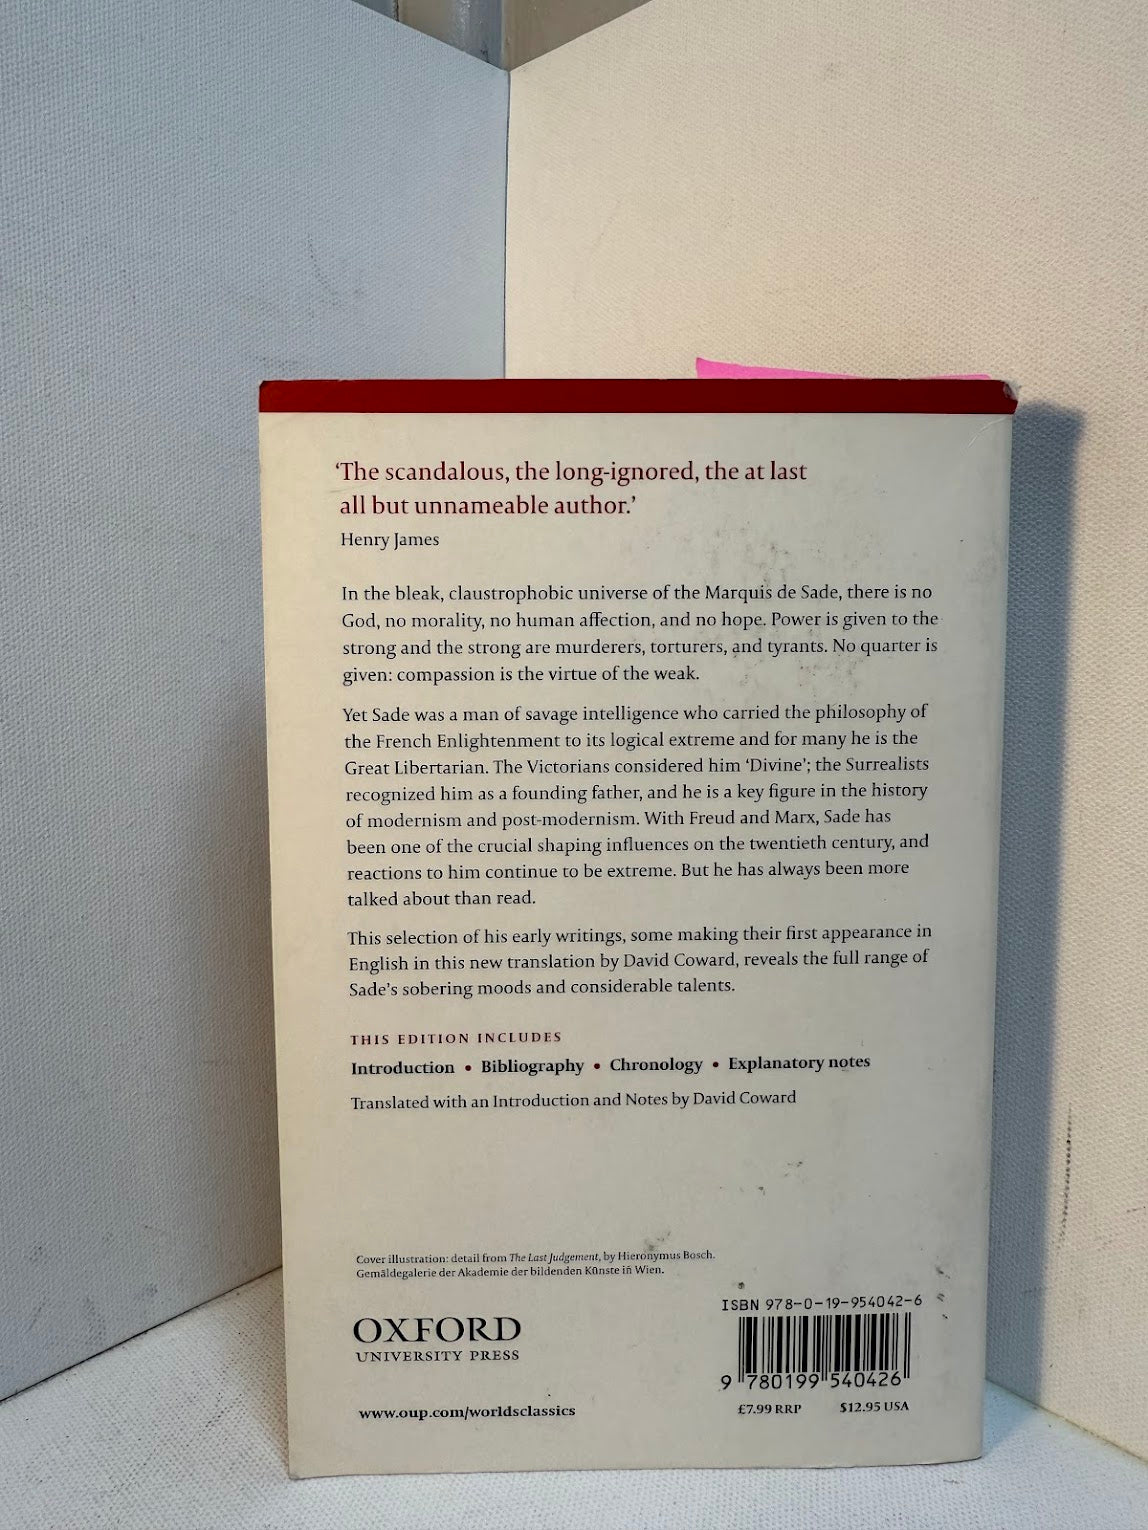 ‘The scandalous, the long-ignored, the at last
all but unnameable author.’
Henry James
In the bleak, claustrophobic universe of the Marquis de Sade, there is no
God, no morality, no human affection, and no hope. Power is given to the
strong and the strong are murderers, torturers, and tyrants. No quarter is
given: compassion is the virtue of the weak.
Yet Sade was a man of savage intelligence who carried the philosophy of
the French Enlightenment to its logical extreme and for many he is the
Great Libertarian. The Victorians considered him ‘Divine’; the Surrealists
recognized him as a founding father, and he is a key figure in the history
of modernism and post-modernism. With Freud and Marx, Sade has
been one of the crucial shaping influences on the twentieth century, and
reactions to him continue to be extreme. But he has always been more
talked about than read.
This selection of his early writings, some making their first appearance in
English in this new translation by David Coward, reveals the full range of
Sade’s sobering moods and considerable talents.
THIS EDITION INCLUDES
Introduction • Bibliography • Chronology • Explanatory notes
Translated with an Introduction and Notes by David Coward
Cover illustration: detail from The Last Judgement, by Hieronymus Bosch.
Gemäldegalerie der Akademie der bildenden Künste in Wien.
ISBN 978-0-19-954042-6
OXFORD
UNIVERSITY PRESS
9 780199 540426
www.oup.com/worldsclassics
£7.99 RRP $12.95 USA